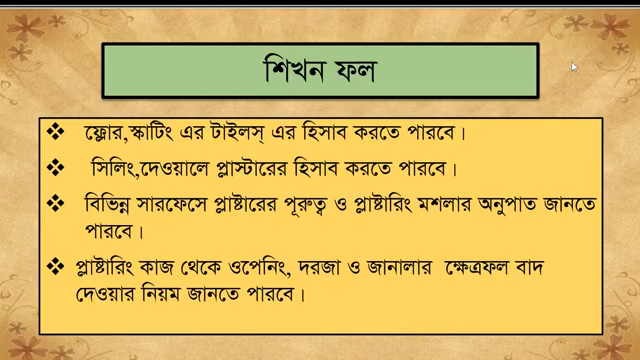 শিখন ফল
❖ ফ্লোর,স্কাটিং এর টাইলস্ এর হিসাব করতে পারবে।
❖ সিলিং,দেওয়ালে প্লাস্টারের হিসাব করতে পারবে।
❖ বিভিন্ন সারফেসে প্লাষ্টারের পূরুত্ব ও প্লাষ্টারিং মশলার অনুপাত জানতে
পারবে।
❖ প্লাষ্টারিং কাজ থেকে ওপেনিং, দরজা ও জানালার ক্ষেত্রফল বাদ
দেওয়ার নিয়ম জানতে পারবে।